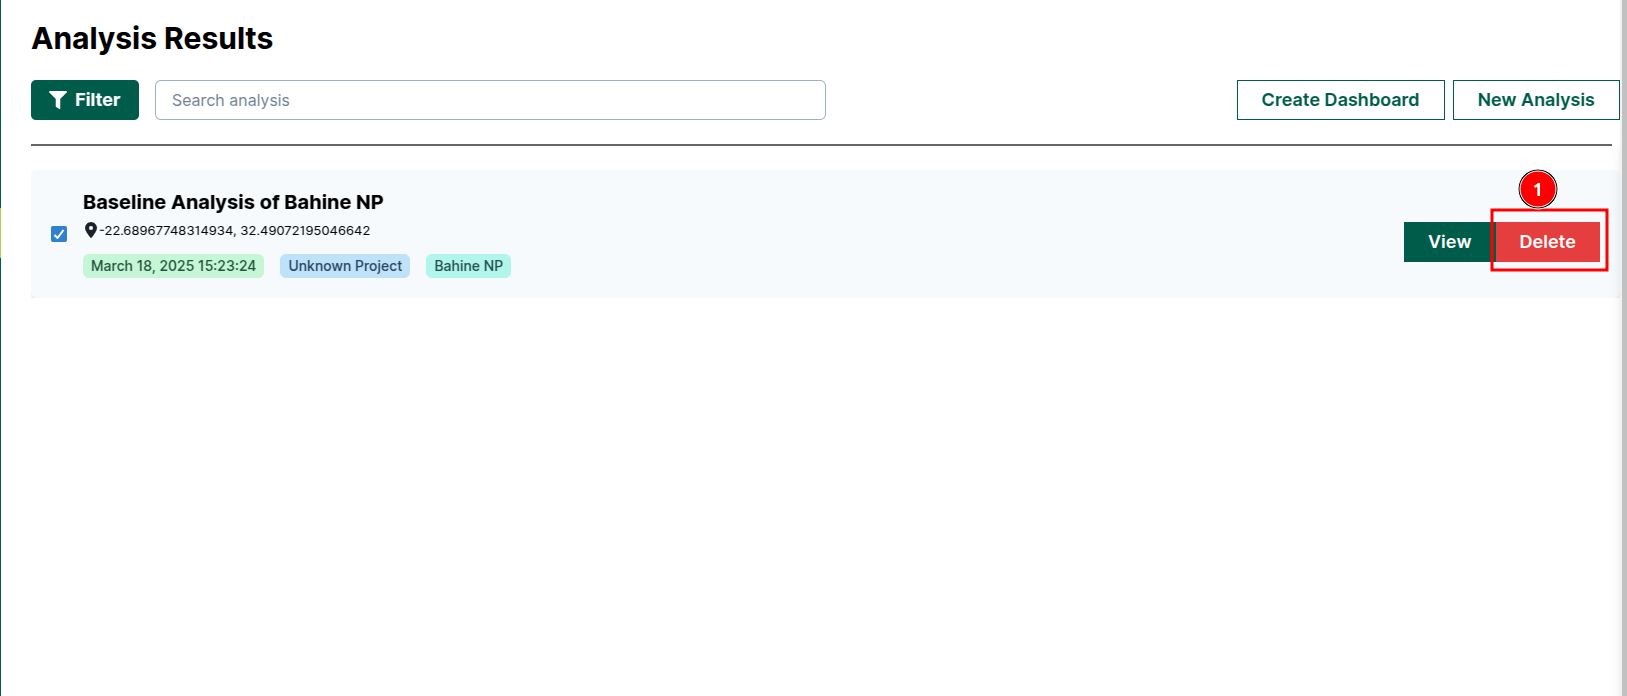 Analysis Results
Filter
Search analysis
Create Dashboard
New Analysis
1
Baseline Analysis of Bahine NP
-22.68967748314934, 32.49072195046642
View
Delete
March 18, 2025 15:23:24
Unknown Project
Bahine NP